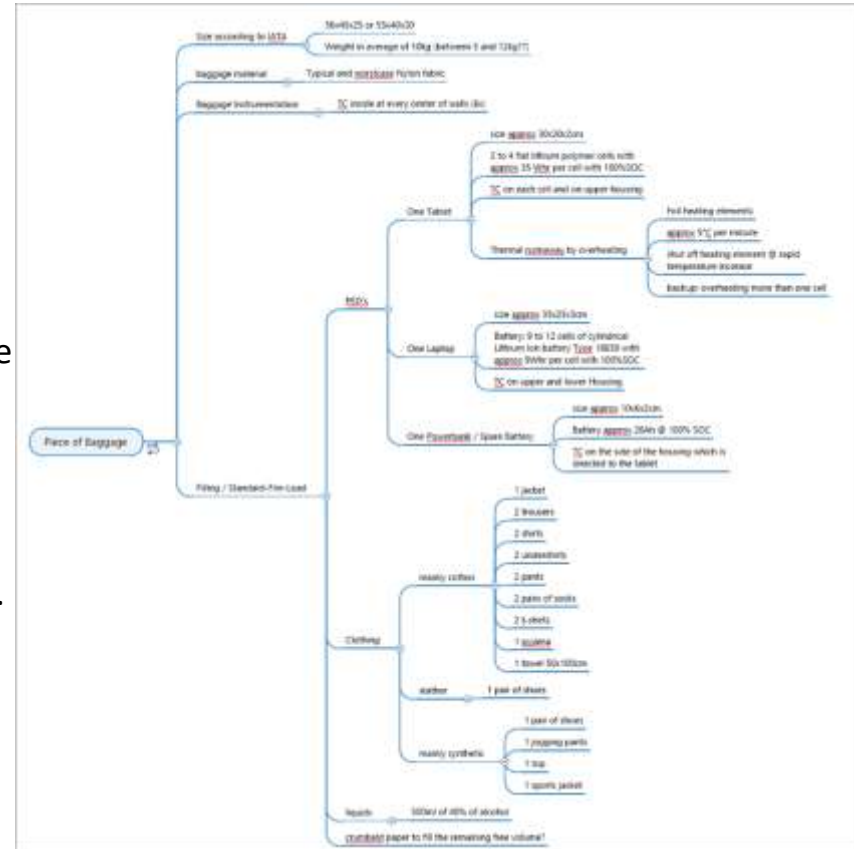 e
.
Piece of Baggage
Size according to IATA
56x45x25 or 55x40x20
Weight in average of 10kg (between 5 and 12kg??)
Baggage material
Typical and worstcase Nylon fabric
Baggage Instrumentation
TC inside at every center of walls (6x)
Filling / Standard-Fire-Load
PED's
One Tablet
size approx 30x20x2cm
2 to 4 flat lithium polymer cells with
approx 35 Whr per cell with 100%SOC
TC on each cell and on upper housing
Thermal runaway by overheating
Foil heating elements
approx 5°C per minute
shut off heating element @ rapid
temperature increase
backup: overheating more than one cell
One Laptop
size approx
Battery: 9 to 12 cells of cylindrical
Lithium Ion battery Type 18650 with
approx 9Whr per cell with 100%SOC
TC on upper and lower Housing
One Powerbank / Spare Battery
size approx 10x6x2cm
Battery approx 20Ah @ 100% SOC
TC on the side of the housing which is
directed to the tablet
Clothing
mainly cotton
1 jacket
2 trousers
2 shirts
2 undershirts
2 pants
2 pairs of socks
2 t-shirts
1 pyjama
1 towel 50x100cm
leather
1 pair of shoes
mainly synthetic
1 pair of shoes
1 jogging pants
1 top
1 sports jacket
liquids
500ml of 40% of alcohol
crumbled paper to fill the remaining free volume?